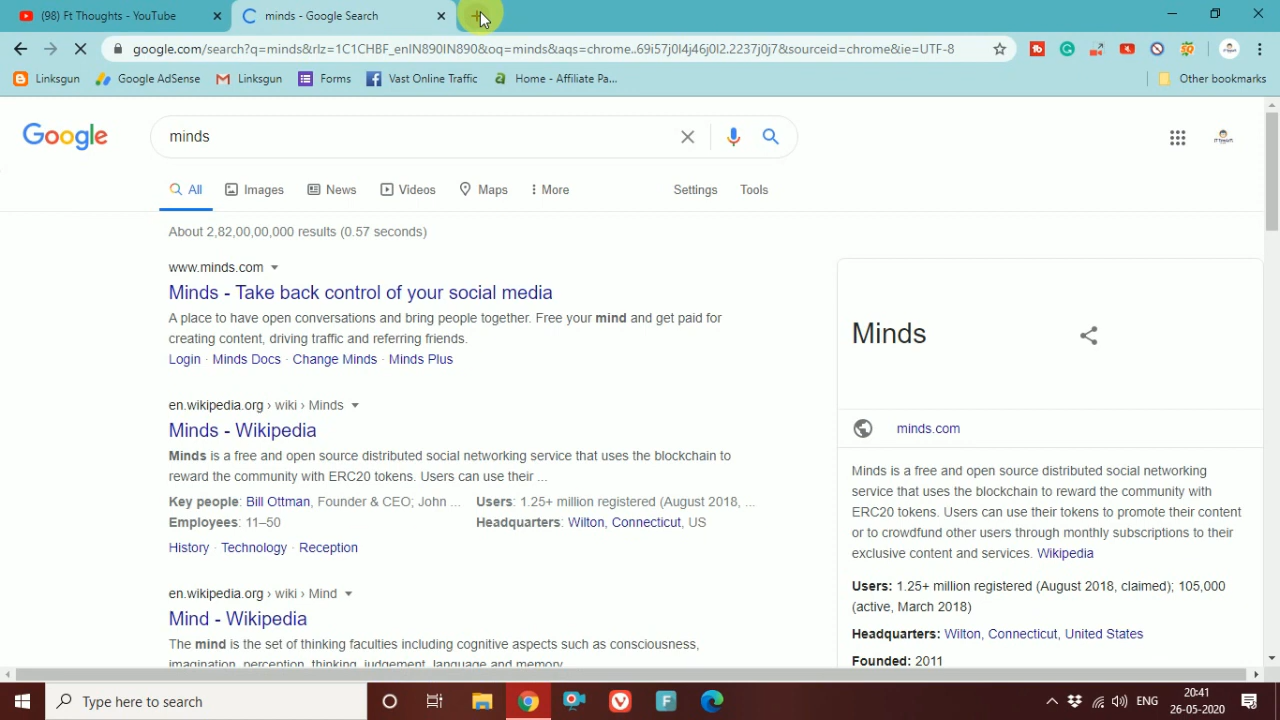 (98) Ft Thoughts - YouTube
minds - Google Search
google.com/search?q=minds&rlz=1C1CHBF_enIN890IN890&oq=minds&aqs=chrome..69i57j0l4j46j0l2.2237j0j7&sourceid=chrome&ie=UTF-8
Linksgun Google AdSense Linksgun Forms Vast Online Traffic Home - Affiliate Pa... Other bookmarks
Google
minds
All Images News Videos Maps More Settings Tools
About 2,82,00,00,000 results (0.57 seconds)
www.minds.com
Minds - Take back control of your social media
A place to have open conversations and bring people together. Free your mind and get paid for
creating content, driving traffic and referring friends.
Login · Minds Docs · Change Minds · Minds Plus
en.wikipedia.org › wiki › Minds
Minds - Wikipedia
Minds is a free and open source distributed social networking service that uses the blockchain to
reward the community with ERC20 tokens. Users can use their ...
Key people: Bill Ottman, Founder & CEO; John ... Users: 1.25+ million registered (August 2018, ...
Employees: 11–50 Headquarters: Wilton, Connecticut, US
History · Technology · Reception
en.wikipedia.org › wiki › Mind
Mind - Wikipedia
The mind is the set of thinking faculties including cognitive aspects such as consciousness,
imagination, perception, thinking, judgement, language and memory,
Minds
minds.com
Minds is a free and open source distributed social networking
service that uses the blockchain to reward the community with
ERC20 tokens. Users can use their tokens to promote their content
or to crowdfund other users through monthly subscriptions to their
exclusive content and services. Wikipedia
Users: 1.25+ million registered (August 2018, claimed); 105,000
(active, March 2018)
Headquarters: Wilton, Connecticut, United States
Founded: 2011
Type here to search
ENG
20:41
26-05-2020